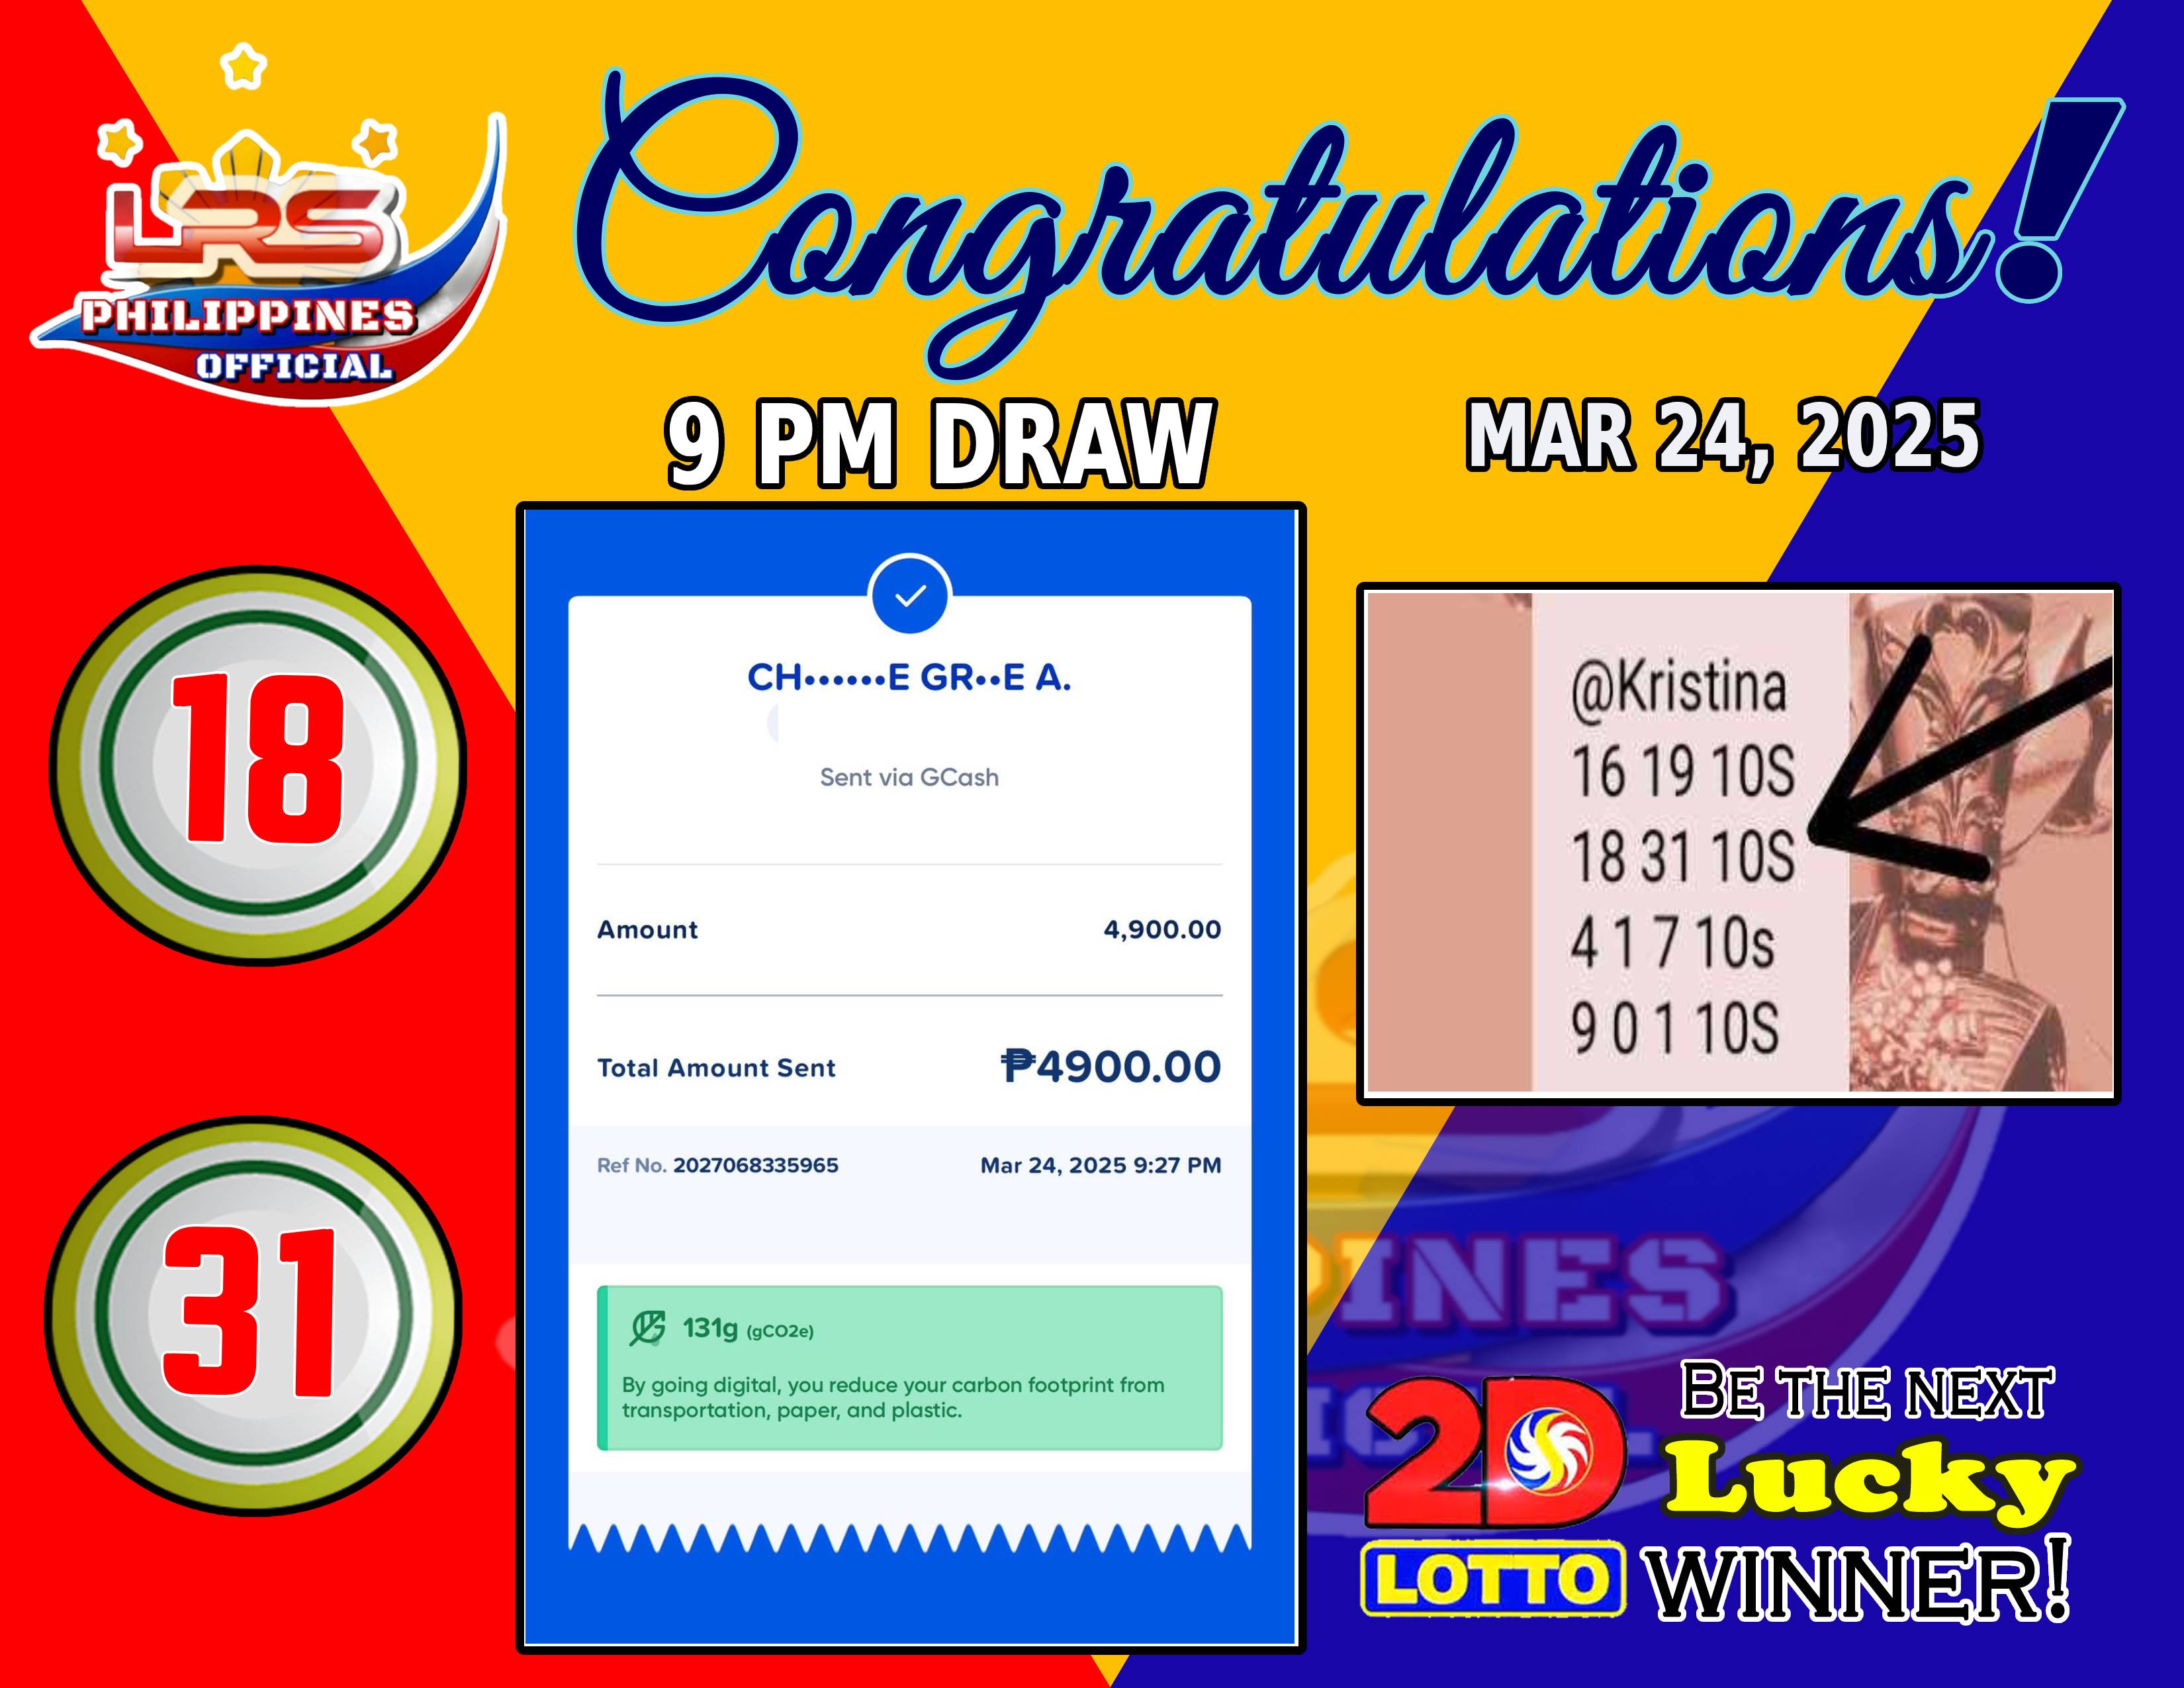 LRS
PHILIPPINES
OFFICIAL
Congratulations!
9 PM DRAW
MAR 24, 2025
18
31
CH••••••E GR••E A.
Sent via GCash
Amount 4,900.00
Total Amount Sent ₱4900.00
Ref No. 2027068335965 Mar 24, 2025 9:27 PM
131g (gCO2e)
By going digital, you reduce your carbon footprint from
transportation, paper, and plastic.
@Kristina
16 19 10S
18 31 10S
4 1 7 10s
9 0 1 10S
PINES
2D
LOTTO
BE THE NEXT
Lucky
WINNER!